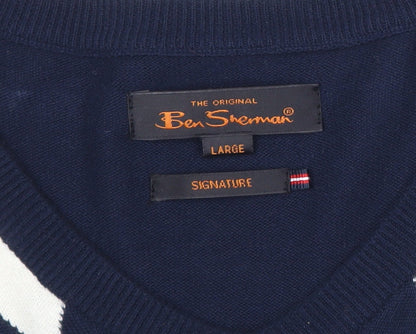 THE ORIGINAL
Ben Sherman®
LARGE
SIGNATURE